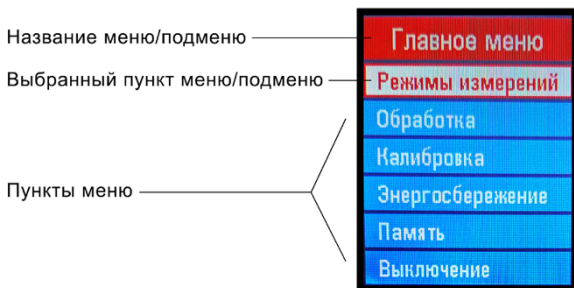 Название меню/подменю
Главное меню
Выбранный пункт меню/подменю
Режимы измерений
Обработка
Калибровка
Пункты меню
Энергосбережение
Память
Выключение